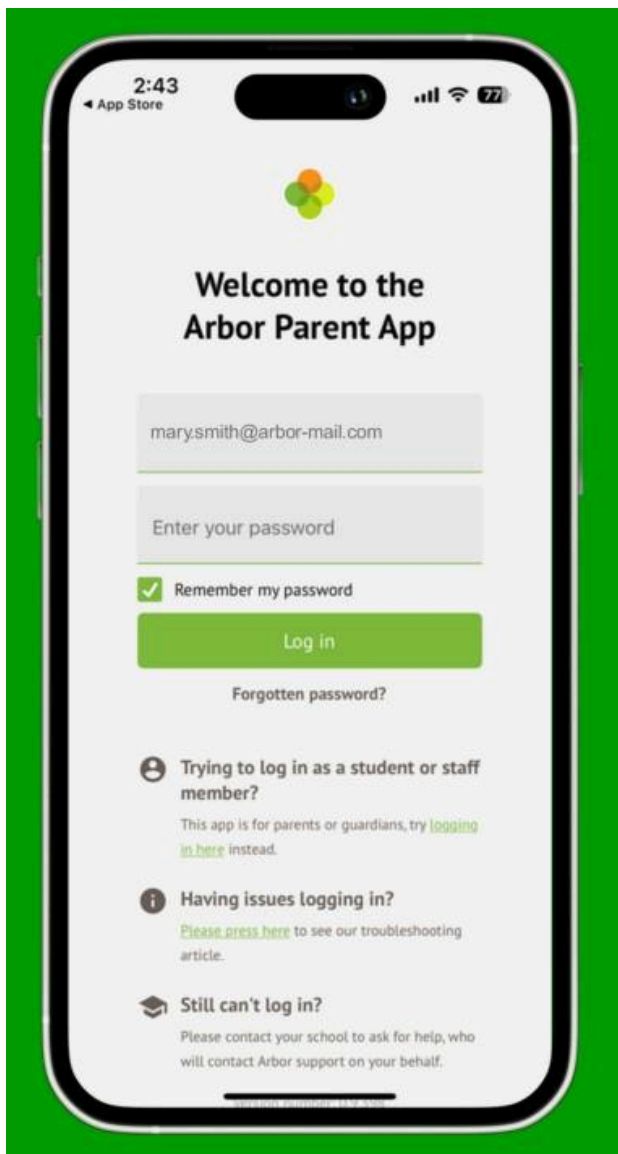 2:43
◀ App Store
77
Welcome to the
Arbor Parent App
mary.smith@arbor-mail.com
Enter your password
Remember my password
Log in
Forgotten password?
Trying to log in as a student or staff
member?
This app is for parents or guardians, try logging
in here instead.
Having issues logging in?
Please press here to see our troubleshooting
article.
Still can't log in?
Please contact your school to ask for help, who
will contact Arbor support on your behalf.